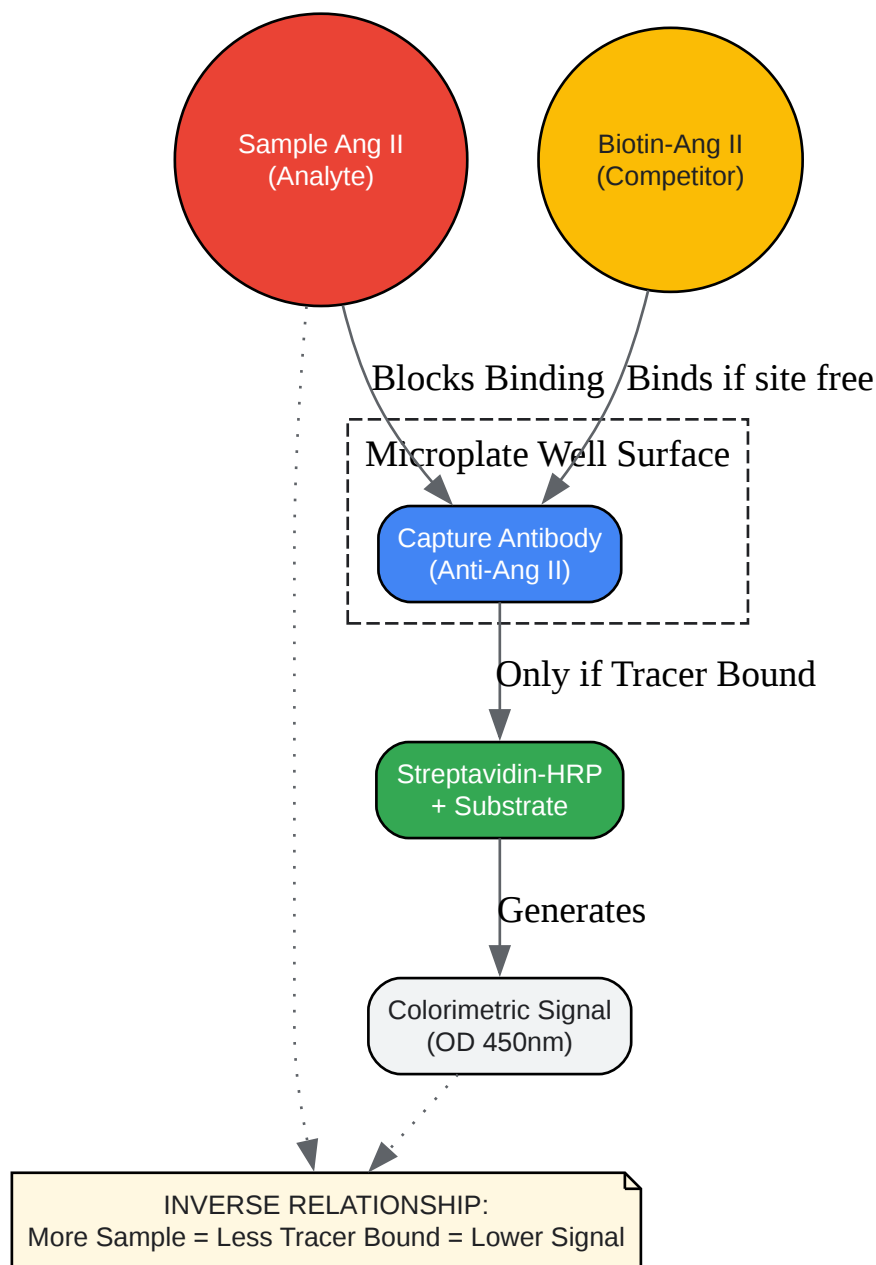 Sample Ang II
(Analyte)
Biotin-Ang II
(Competitor)
Blocks Binding
Binds if site free
Microplate Well Surface
Capture Antibody
(Anti-Ang II)
Only if Tracer Bound
Streptavidin-HRP
+ Substrate
Generates
Colorimetric Signal
(OD 450nm)
INVERSE RELATIONSHIP:
More Sample = Less Tracer Bound = Lower Signal